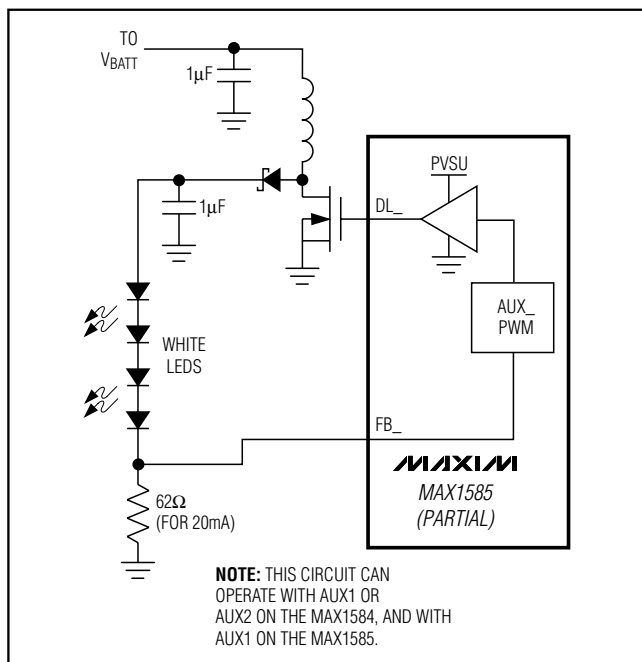 TO
VBATT
1µF
PVSU
DL_
1µF
AUX_
PWM
WHITE
LEDS
FB_
MAXIM
MAX1585
(PARTIAL)
62Ω
(FOR 20mA)
NOTE: THIS CIRCUIT CAN
OPERATE WITH AUX1 OR
AUX2 ON THE MAX1584, AND WITH
AUX1 ON THE MAX1585.